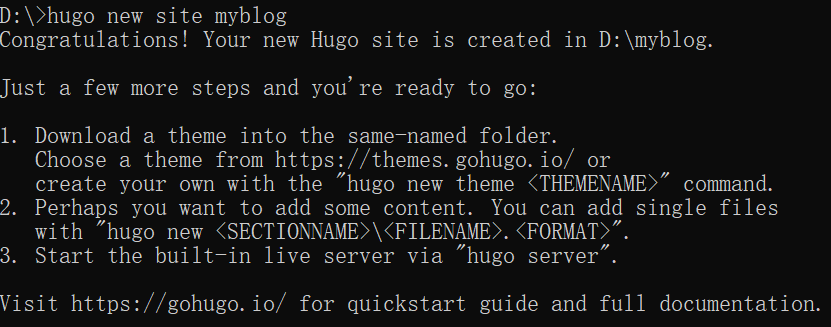 D:\>hugo new site myblog
Congratulations! Your new Hugo site is created in D:\myblog.
Just a few more steps and you're ready to go:
1. Download a theme into the same-named folder.
Choose a theme from https://themes.gohugo.io/ or
create your own with the "hugo new theme <THEMENAME>" command.
2. Perhaps you want to add some content. You can add single files
with "hugo new <SECTIONNAME>\<FILENAME>.<FORMAT>".
3. Start the built-in live server via "hugo server".
Visit https://gohugo.io/ for quickstart guide and full documentation.